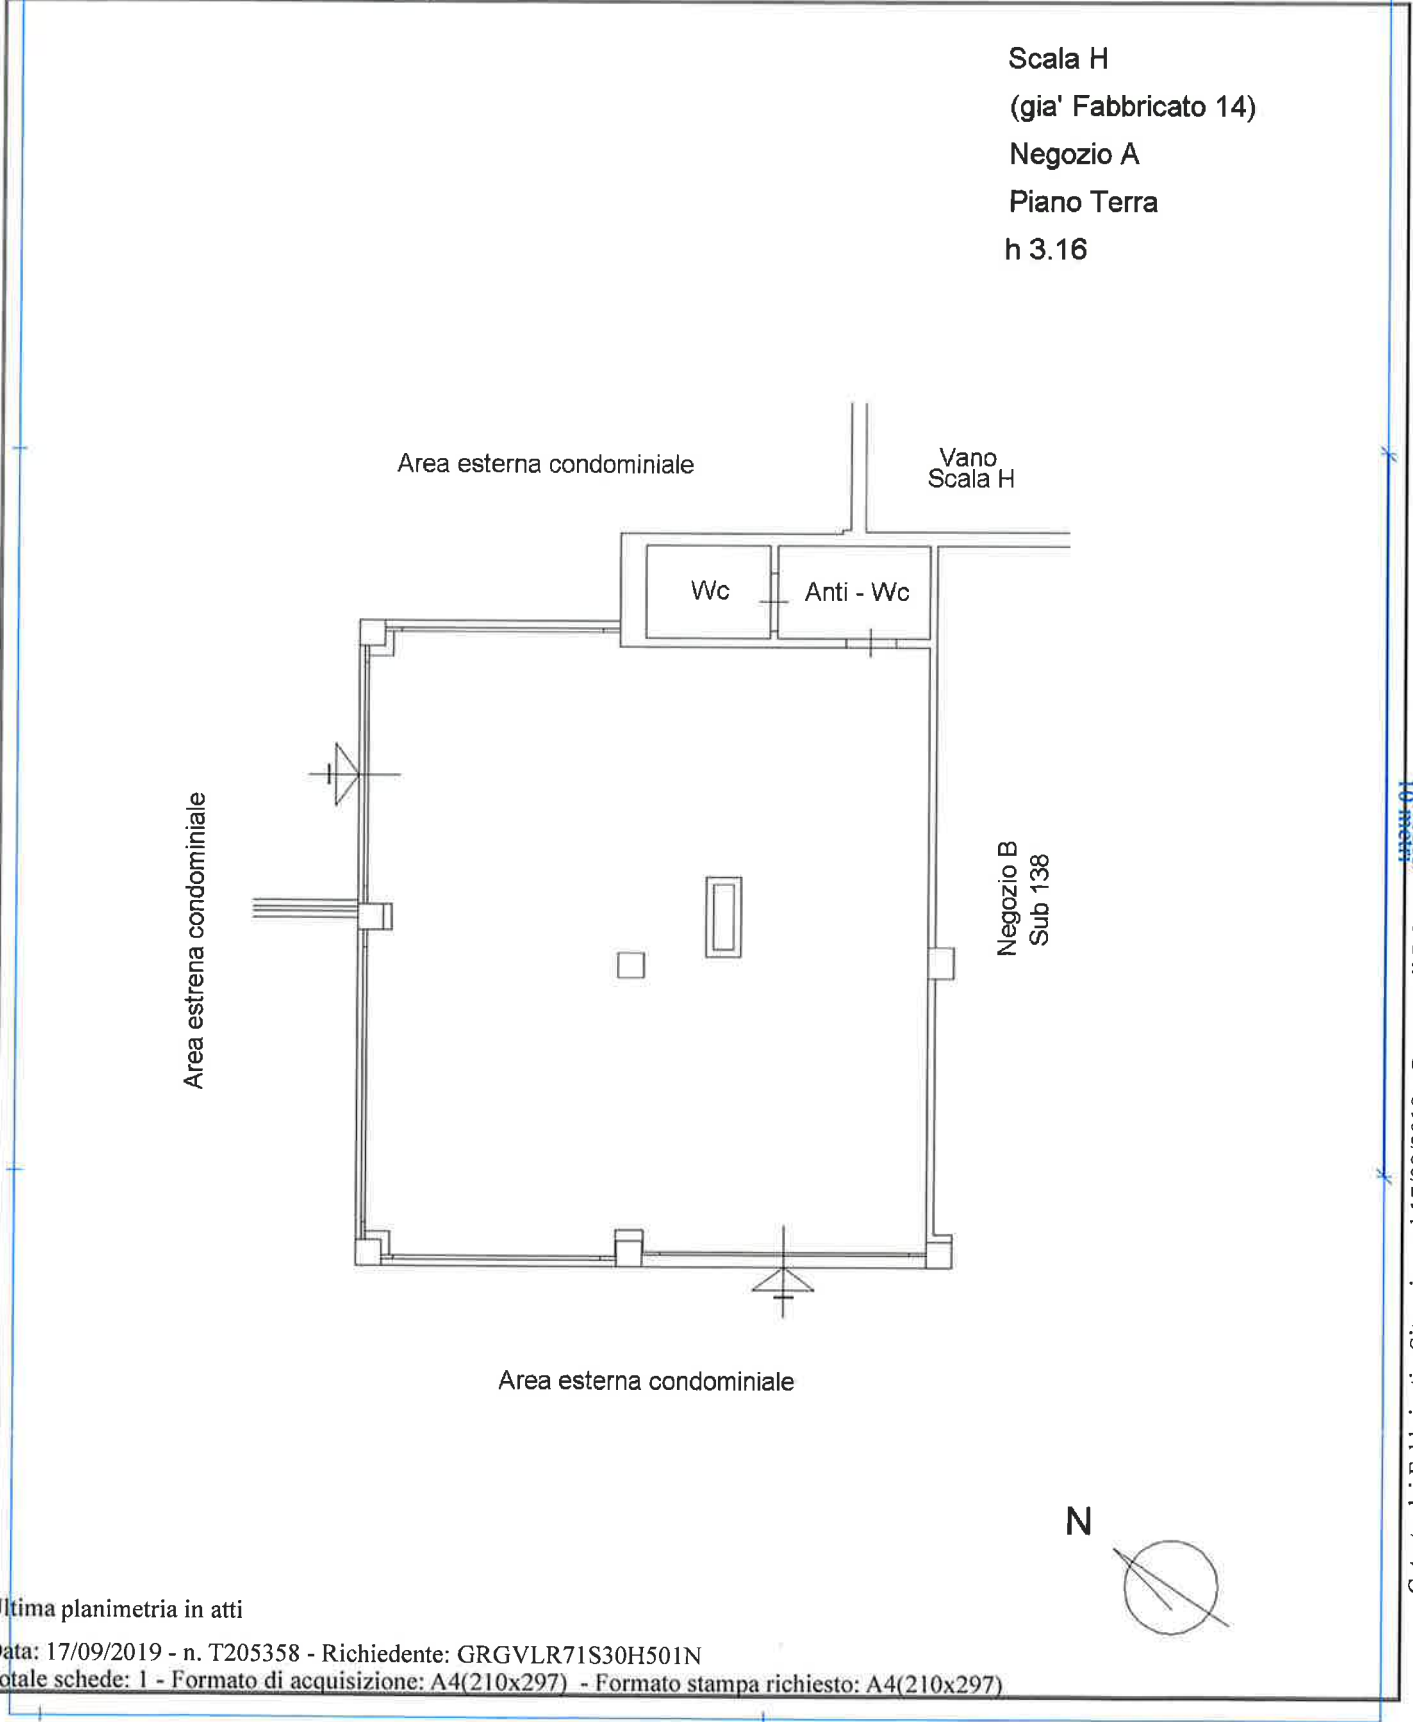 Scala H
(gia' Fabbricato 14)
Negozio A
Piano Terra
h 3.16
Area esterna condominiale
Vano
Scala H
Wc
Anti - Wc
Area estrena condominiale
Negozio B
Sub 138
10 metri
Area esterna condominiale
N
ltima planimetria in atti
ata: 17/09/2019 - n. T205358 - Richiedente: GRGVLR71S30H501N
otale schede: 1 - Formato di acquisizione: A4(210x297) - Formato stampa richiesto: A4(210x297)